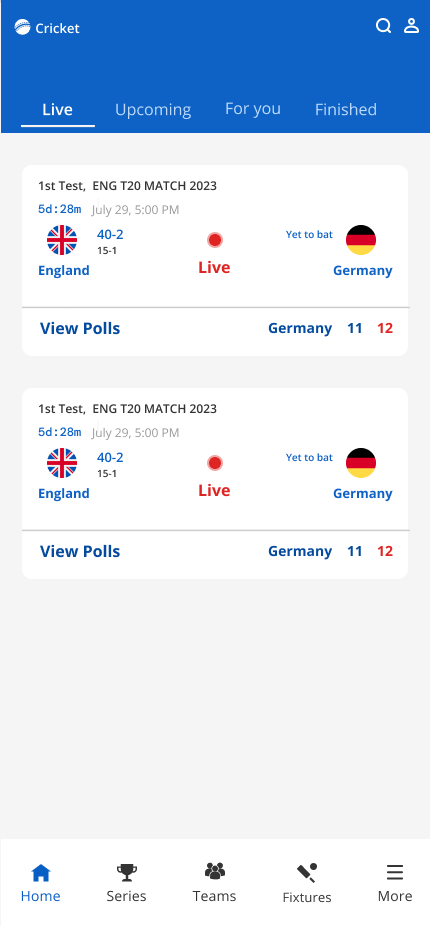 Cricket
Live Upcoming For you Finished
1st Test, ENG T20 MATCH 2023
5d:28m July 29, 5:00 PM
40-2 Yet to bat
15-1
Live
England Germany
View Polls Germany 11 12
1st Test, ENG T20 MATCH 2023
5d:28m July 29, 5:00 PM
40-2 Yet to bat
15-1
Live
England Germany
View Polls Germany 11 12
Home Series Teams Fixtures More